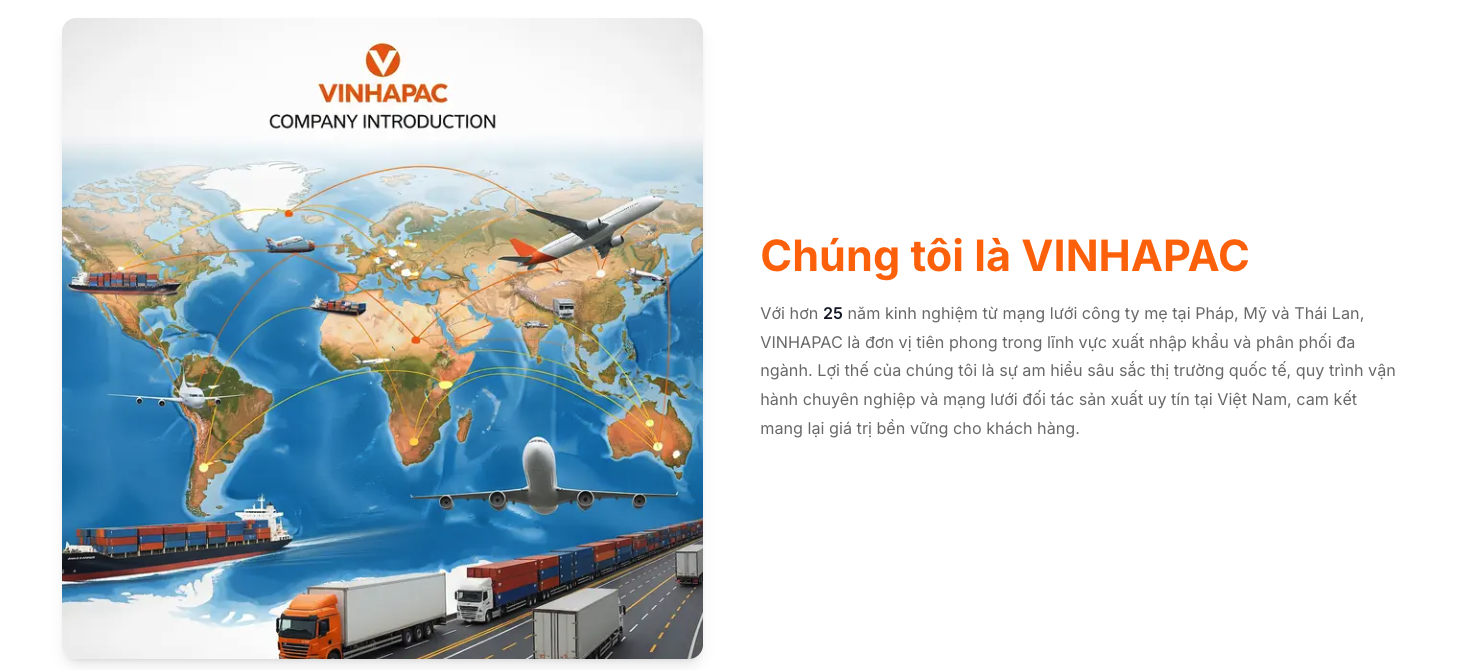 VINHAPAC
COMPANY INTRODUCTION
Chúng tôi là VINHAPAC
Với hơn 25 năm kinh nghiệm từ mạng lưới công ty mẹ tại Pháp, Mỹ và Thái Lan,
VINHAPAC là đơn vị tiên phong trong lĩnh vực xuất nhập khẩu và phân phối đa
ngành. Lợi thế của chúng tôi là sự am hiểu sâu sắc thị trường quốc tế, quy trình vận
hành chuyên nghiệp và mạng lưới đối tác sản xuất uy tín tại Việt Nam, cam kết
mang lại giá trị bền vững cho khách hàng.